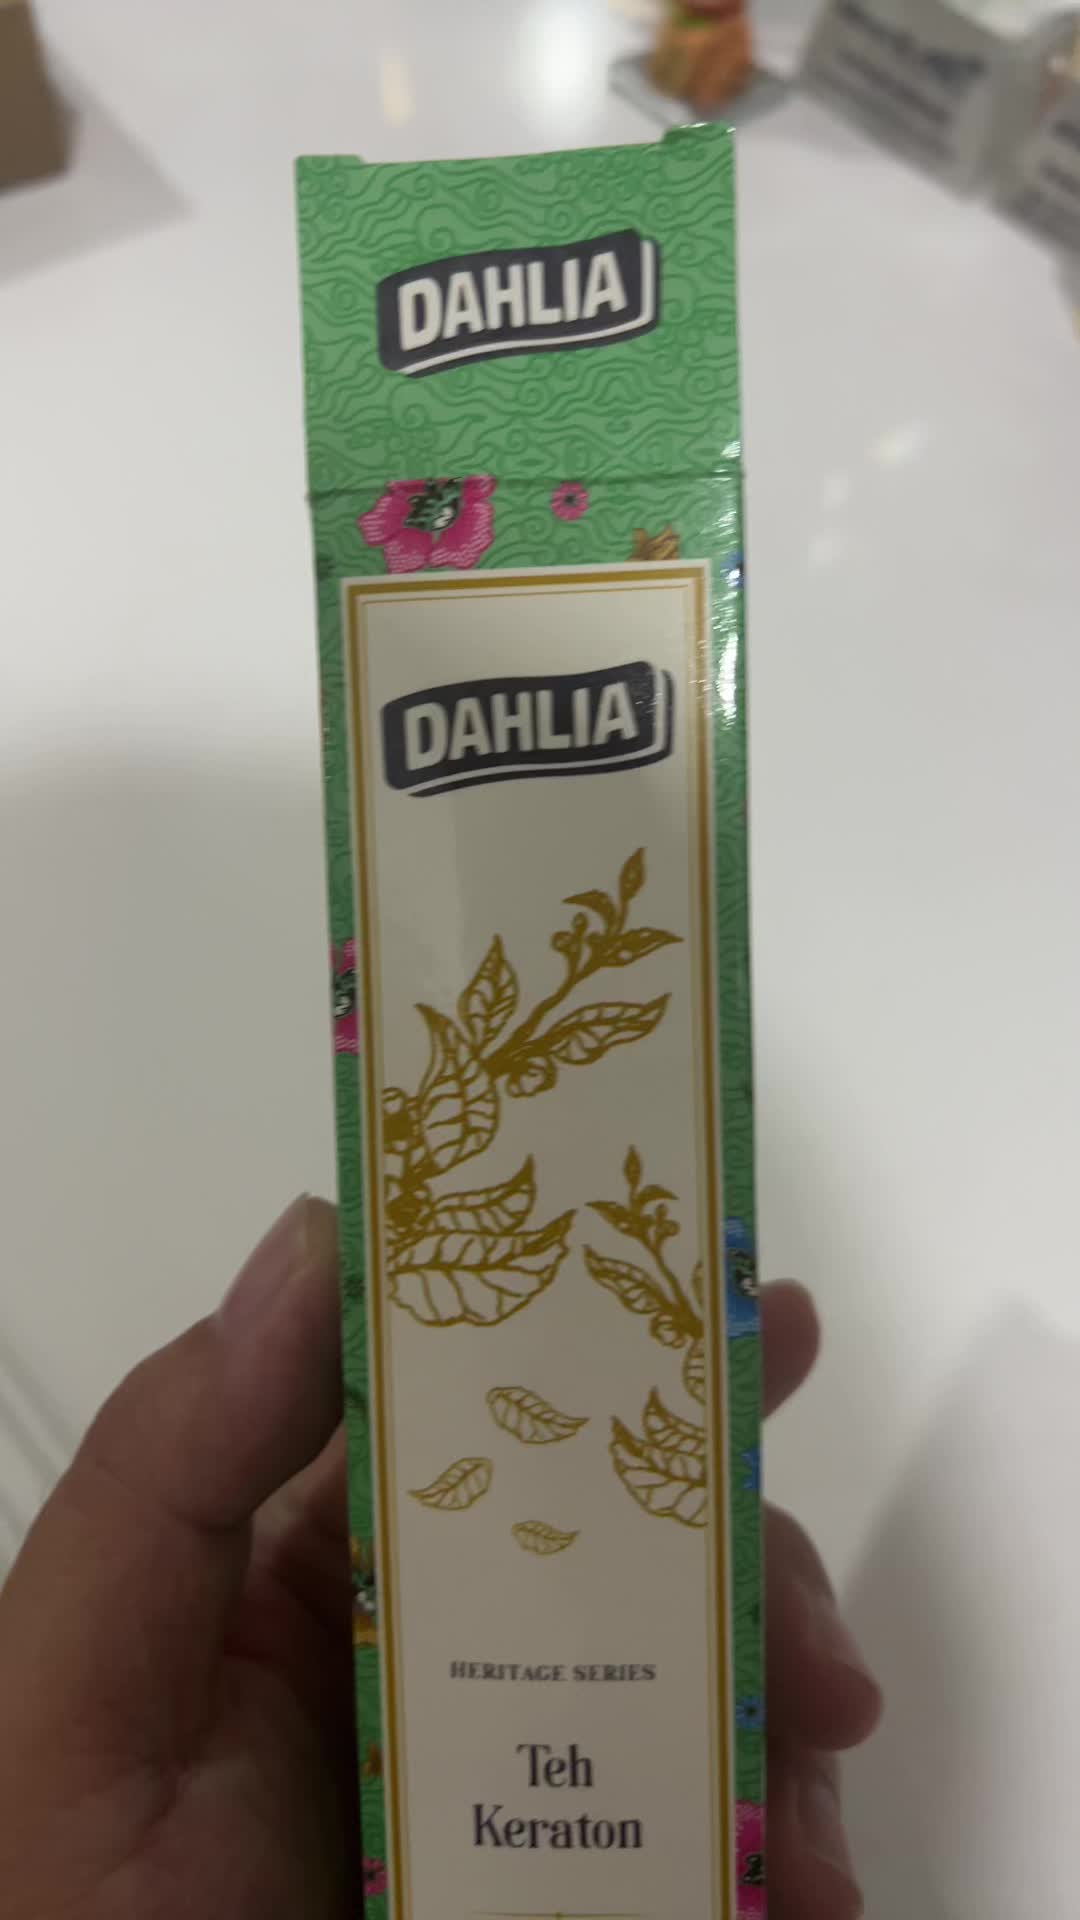 DAHLIA
DAHLIA
HERITAGE SERIES
Teh
Keraton